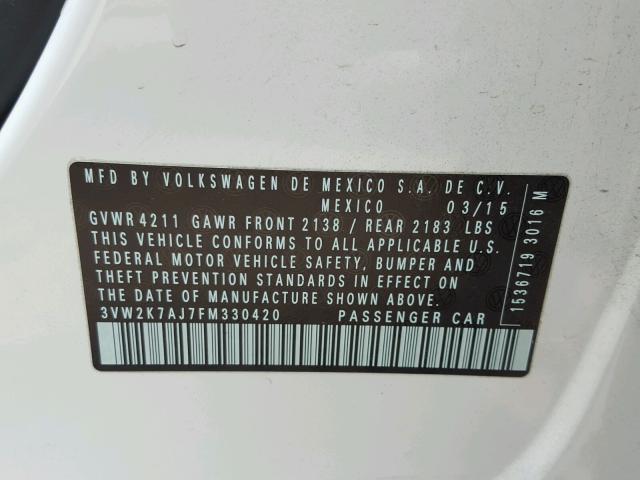 MFD BY VOLKSWAGEN DE MEXICO S.A. DE C.V.
MEXICO 03/15
GVWR 4211 GAWR FRONT 2138 / REAR 2183 LBS
THIS VEHICLE CONFORMS TO ALL APPLICABLE U.S.
FEDERAL MOTOR VEHICLE SAFETY, BUMPER AND
THEFT PREVENTION STANDARDS IN EFFECT ON
THE DATE OF MANUFACTURE SHOWN ABOVE.
3VW2K7AJ7FM330420 PASSENGER CAR
1536719 3016 M